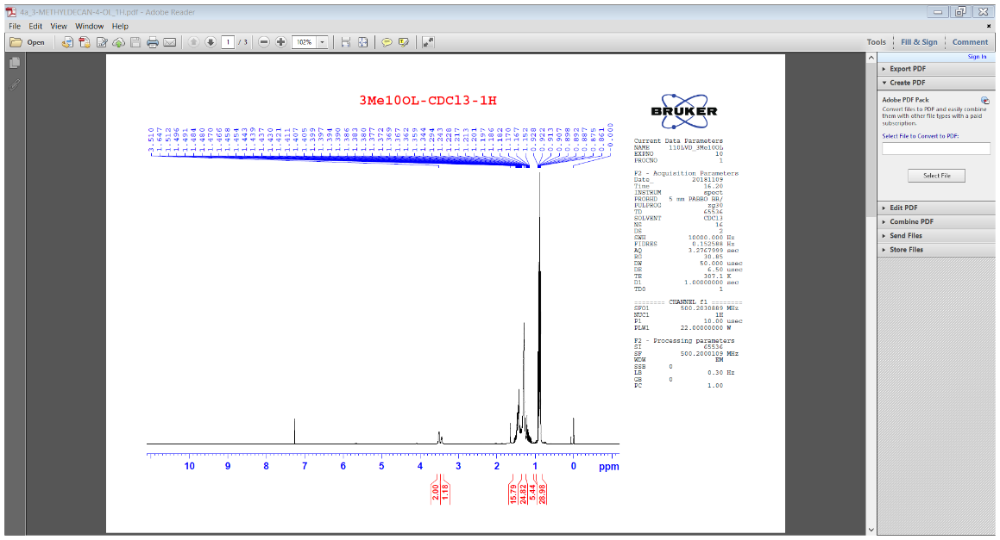 4a_3-METHYLDECAN-4-OL_1H.pdf - Adobe Reader
File Edit View Window Help
Open 1 / 3 102% Tools Fill & Sign Comment
Sign In
Export PDF
Create PDF
Adobe PDF Pack
Convert files to PDF and easily combine
them with other file types with a paid
subscription.
Select File to Convert to PDF:
Select File
Edit PDF
Combine PDF
Send Files
Store Files
3Me10OL-CDCl3-1H
3.510
1.647
1.512
1.496
1.491
1.484
1.480
1.470
1.466
1.458
1.454
1.443
1.439
1.437
1.430
1.421
1.411
1.407
1.405
1.399
1.397
1.394
1.390
1.386
1.383
1.380
1.377
1.372
1.369
1.367
1.362
1.359
1.344
1.294
1.243
1.228
1.217
1.213
1.201
1.197
1.186
1.182
1.170
1.167
1.152
0.928
0.922
0.913
0.907
0.898
0.892
0.887
0.875
0.861
-0.000
BRUKER
Current Data Parameters
NAME 110LVD_3Me10OL
EXPNO 10
PROCNO 1
F2 - Acquisition Parameters
Date_ 20181109
Time 16.20
INSTRUM spect
PROBHD 5 mm PABBO BB/
PULPROG zg30
TD 65536
SOLVENT CDCl3
NS 16
DS 2
SWH 10000.000 Hz
FIDRES 0.152588 Hz
AQ 3.2767999 sec
RG 30.85
DW 50.000 usec
DE 6.50 usec
TE 307.1 K
D1 1.00000000 sec
TD0 1
======== CHANNEL f1 ========
SFO1 500.2030889 MHz
NUC1 1H
P1 10.00 usec
PLW1 22.00000000 W
F2 - Processing parameters
SI 65536
SF 500.2000109 MHz
WDW EM
SSB 0
LB 0.30 Hz
GB 0
PC 1.00
10 9 8 7 6 5 4 3 2 1 0 ppm
2.00
1.18
15.79
24.82
5.44
28.98